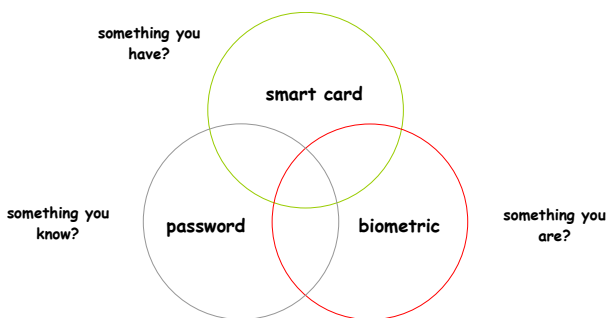 something you
have?
smart card
something you
know?
password
biometric
something you
are?